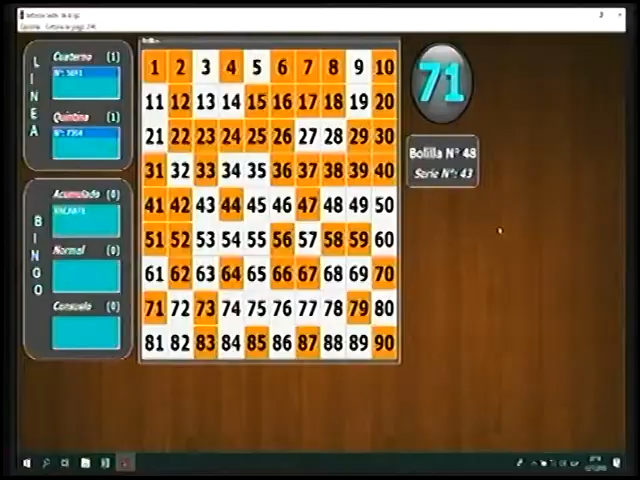 LINEA
Cuaterno (1)
Quintina (1)
BINGO
Acumulado (0)
VACANTE
Normal (0)
Consuelo (0)
1 2 3 4 5 6 7 8 9 10
11 12 13 14 15 16 17 18 19 20
21 22 23 24 25 26 27 28 29 30
31 32 33 34 35 36 37 38 39 40
41 42 43 44 45 46 47 48 49 50
51 52 53 54 55 56 57 58 59 60
61 62 63 64 65 66 67 68 69 70
71 72 73 74 75 76 77 78 79 80
81 82 83 84 85 86 87 88 89 90
71
Bolilla N° 48
Serie N°: 43